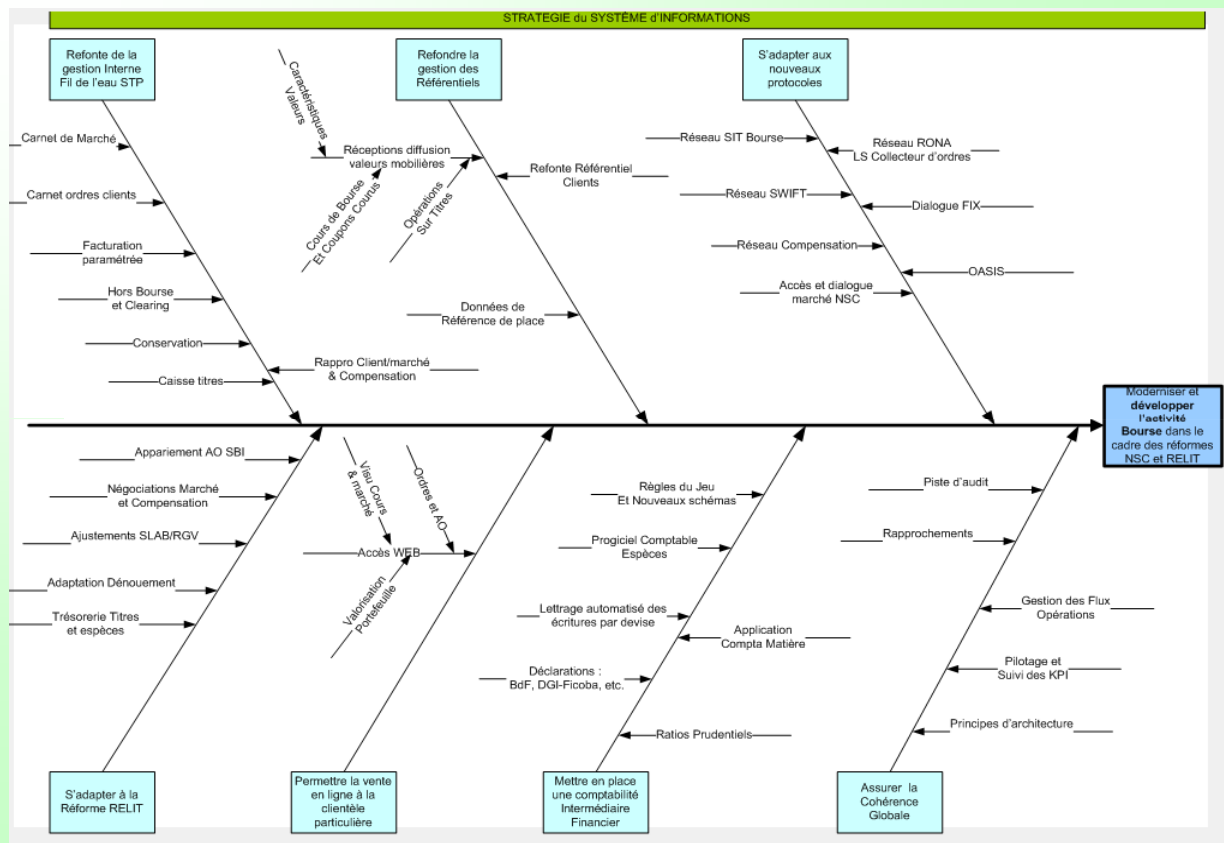 STRATEGIE du SYSTÈME d'INFORMATIONS
Refonte de la
gestion Interne
Fil de l'eau STP
Carnet de Marché
Carnet ordres clients
Facturation
paramétrée
Hors Bourse
et Clearing
Conservation
Caisse titres
Rappro Client/marché
& Compensation
Refondre la
gestion des
Référentiels
Caractéristiques
Valeurs
Réceptions diffusion
valeurs mobilières
Cours de Bourse
Et Coupons Courus
Opérations
Sur Titres
Refonte Référentiel
Clients
Données de
Référence de place
S'adapter aux
nouveaux
protocoles
Réseau SIT Bourse
Réseau RONA
LS Collecteur d'ordres
Réseau SWIFT
Dialogue FIX
Réseau Compensation
OASIS
Accès et dialogue
marché NSC
Moderniser et
développer
l'activité
Bourse dans le
cadre des réformes
NSC et RELIT
Appariement AO SBI
Négociations Marché
et Compensation
Ajustements SLAB/RGV
Adaptation Dénouement
Trésorerie Titres
et espèces
S'adapter à la
Réforme RELIT
Visu Cours
& marché
Ordres et AO
Accès WEB
Valorisation
Portefeuille
Permettre la vente
en ligne à la
clientèle
particulière
Règles du Jeu
Et Nouveaux schémas
Progiciel Comptable
Espèces
Lettrage automatisé des
écritures par devise
Application
Compta Matière
Déclarations :
BdF, DGI-Ficoba, etc.
Ratios Prudentiels
Mettre en place
une comptabilité
Intermédiaire
Financier
Piste d'audit
Rapprochements
Gestion des Flux
Opérations
Pilotage et
Suivi des KPI
Principes d'architecture
Assurer la
Cohérence
Globale